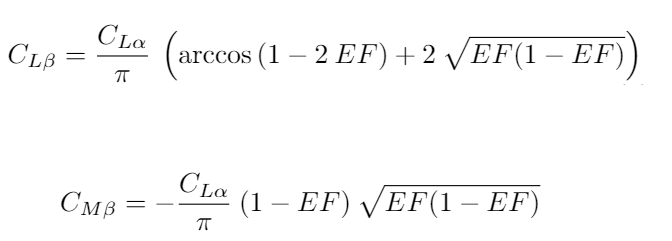 C_{Lβ} = \frac{C_{Lα}}{π} \left( \arccos (1 − 2 EF) + 2 \sqrt{EF(1 − EF)} \right)
C_{Mβ} = − \frac{C_{Lα}}{π} (1 − EF) \sqrt{EF(1 − EF)}